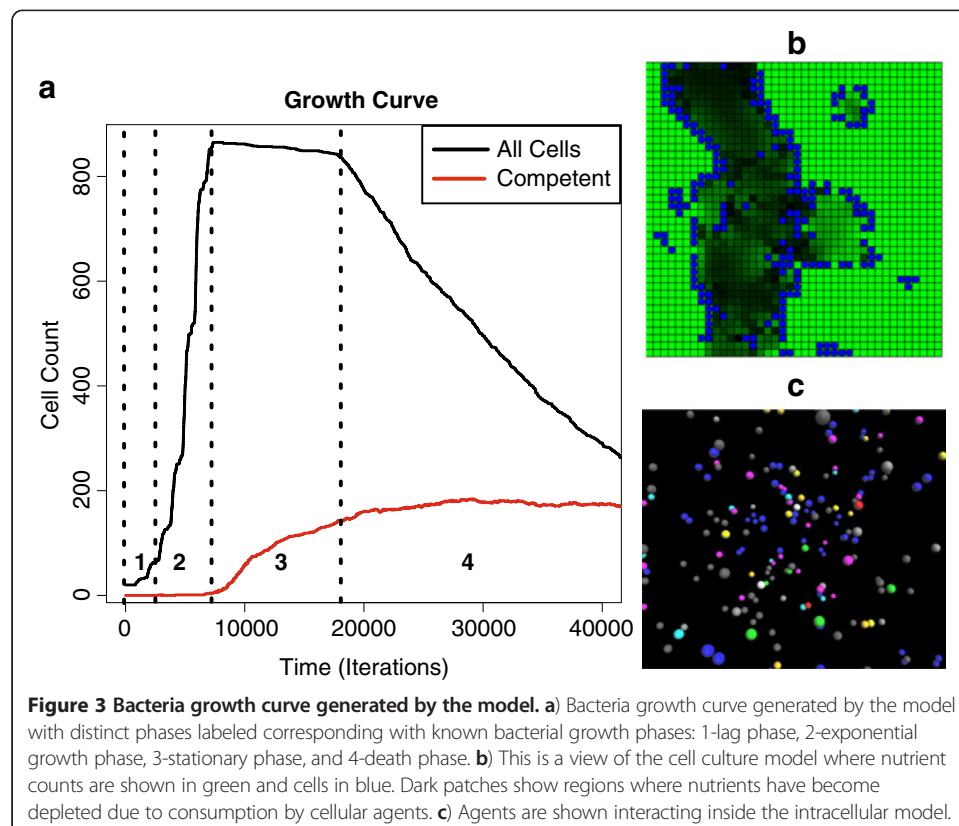 a
Growth Curve
All Cells
Competent
Cell Count
800
600
400
200
0
1
2
3
4
0
10000
20000
30000
40000
Time (Iterations)
b
c
Figure 3 Bacteria growth curve generated by the model. a) Bacteria growth curve generated by the model
with distinct phases labeled corresponding with known bacterial growth phases: 1-lag phase, 2-exponential
growth phase, 3-stationary phase, and 4-death phase. b) This is a view of the cell culture model where nutrient
counts are shown in green and cells in blue. Dark patches show regions where nutrients have become
depleted due to consumption by cellular agents. c) Agents are shown interacting inside the intracellular model.